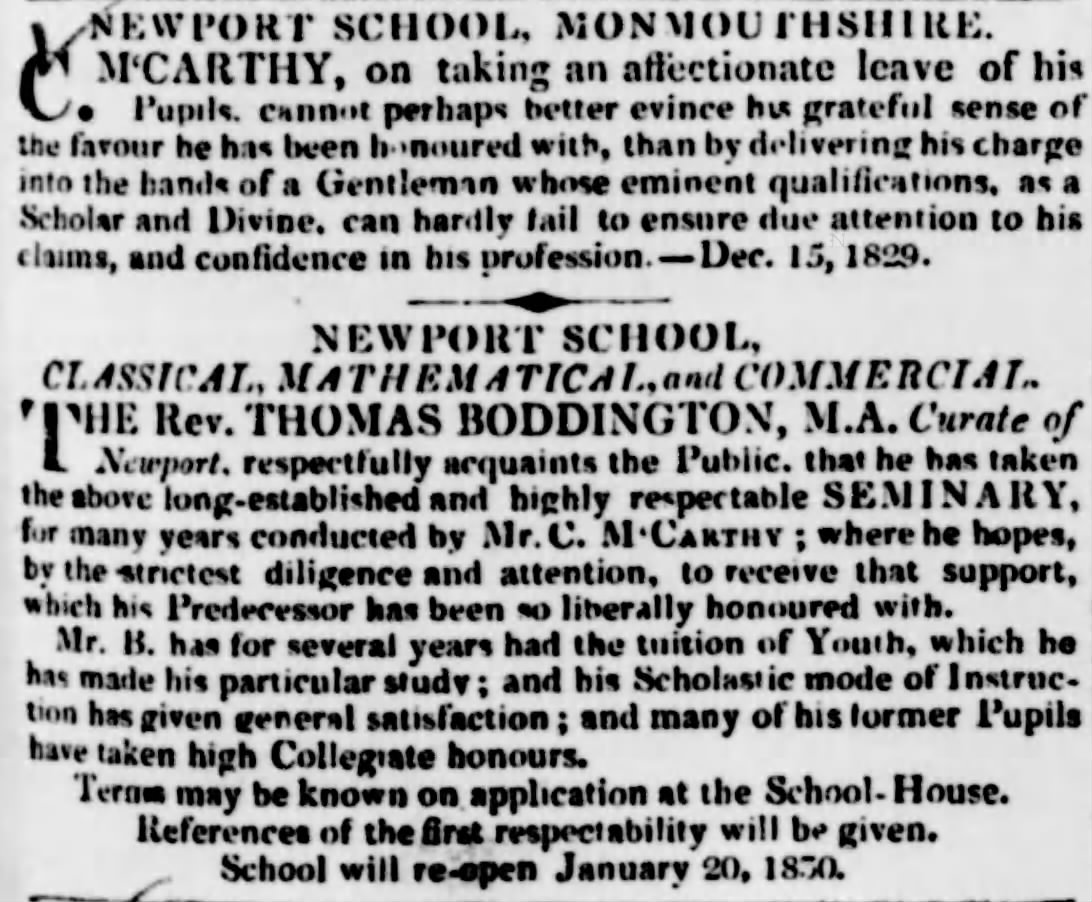 NEWPORT SCHOOL, MONMOUTHSHIRE.
C. M‘CARTHY, on taking an affectionate leave of his
Pupils, cannot perhaps better evince his grateful sense of
the favour he has been honoured with, than by delivering his charge
into the hands of a Gentleman whose eminent qualifications, as a
Scholar and Divine, can hardly fail to ensure due attention to his
claims, and confidence in his profession.—Dec. 15, 1829.
NEWPORT SCHOOL,
CLASSICAL, MATHEMATICAL, and COMMERCIAL.
THE Rev. THOMAS BODDINGTON, M.A. Curate of
Newport, respectfully acquaints the Public, that he has taken
the above long-established and highly respectable SEMINARY,
for many years conducted by Mr. C. M‘CARTHY ; where he hopes,
by the strictest diligence and attention, to receive that support,
which his Predecessor has been so liberally honoured with.
Mr. B. has for several years had the tuition of Youth, which he
has made his particular study ; and his Scholastic mode of Instruc-
tion has given general satisfaction ; and many of his former Pupils
have taken high Collegiate honours.
Terms may be known on application at the School-House.
References of the first respectability will be given.
School will re-open January 20, 1830.